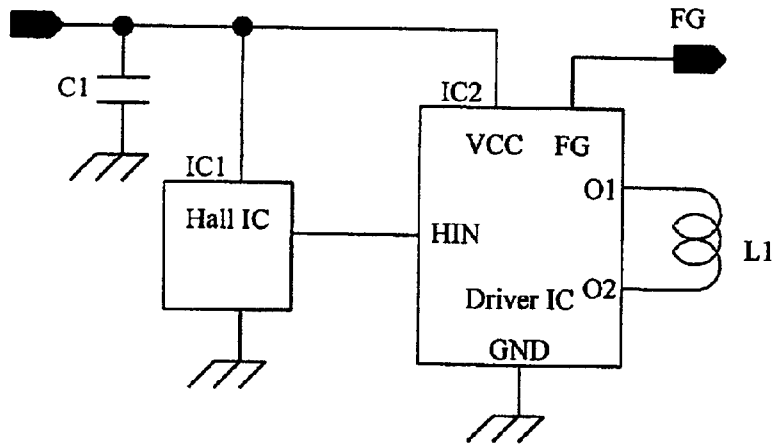 FG
C1
IC2
VCC FG
IC1
O1
Hall IC
HIN
L1
O2
Driver IC
GND